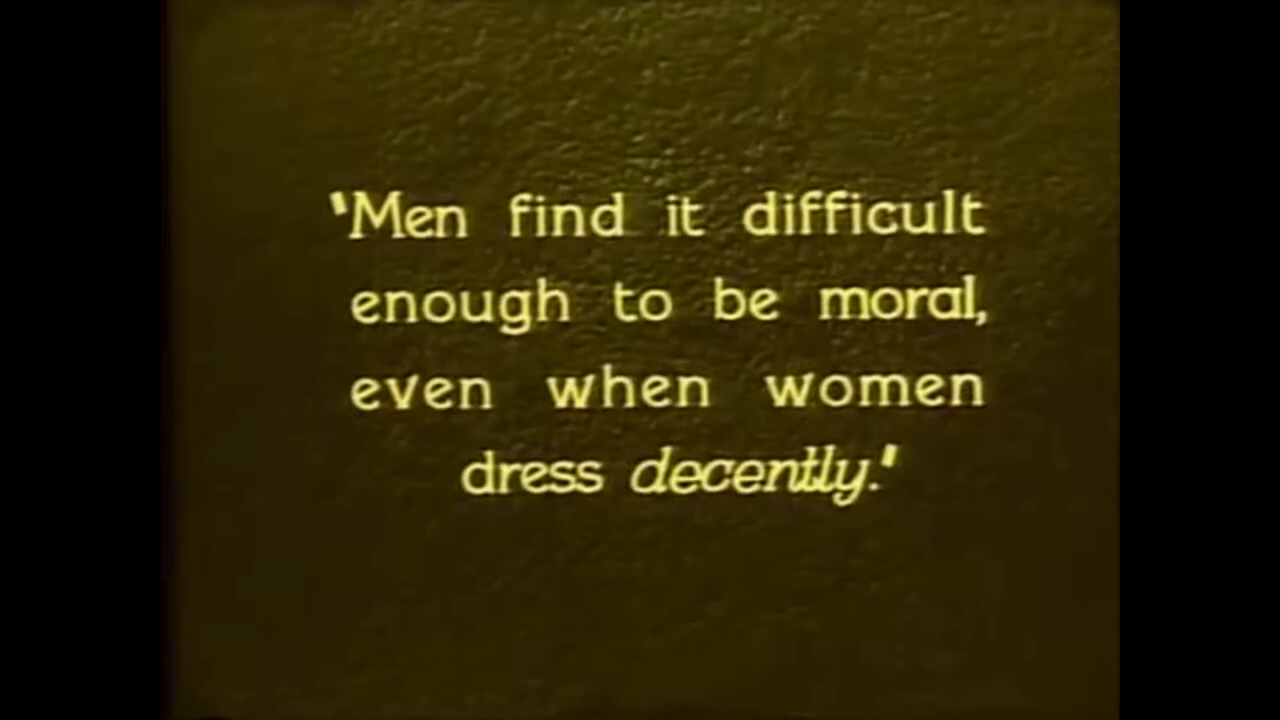 "Men find it difficult
enough to be moral,
even when women
dress decently."